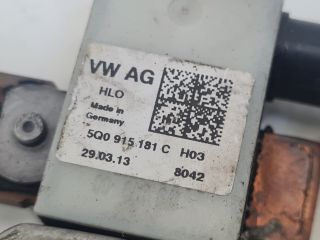 VW AG
HLO
Made in
Germany
5Q0 915 181 C H03
29.03.13 8042